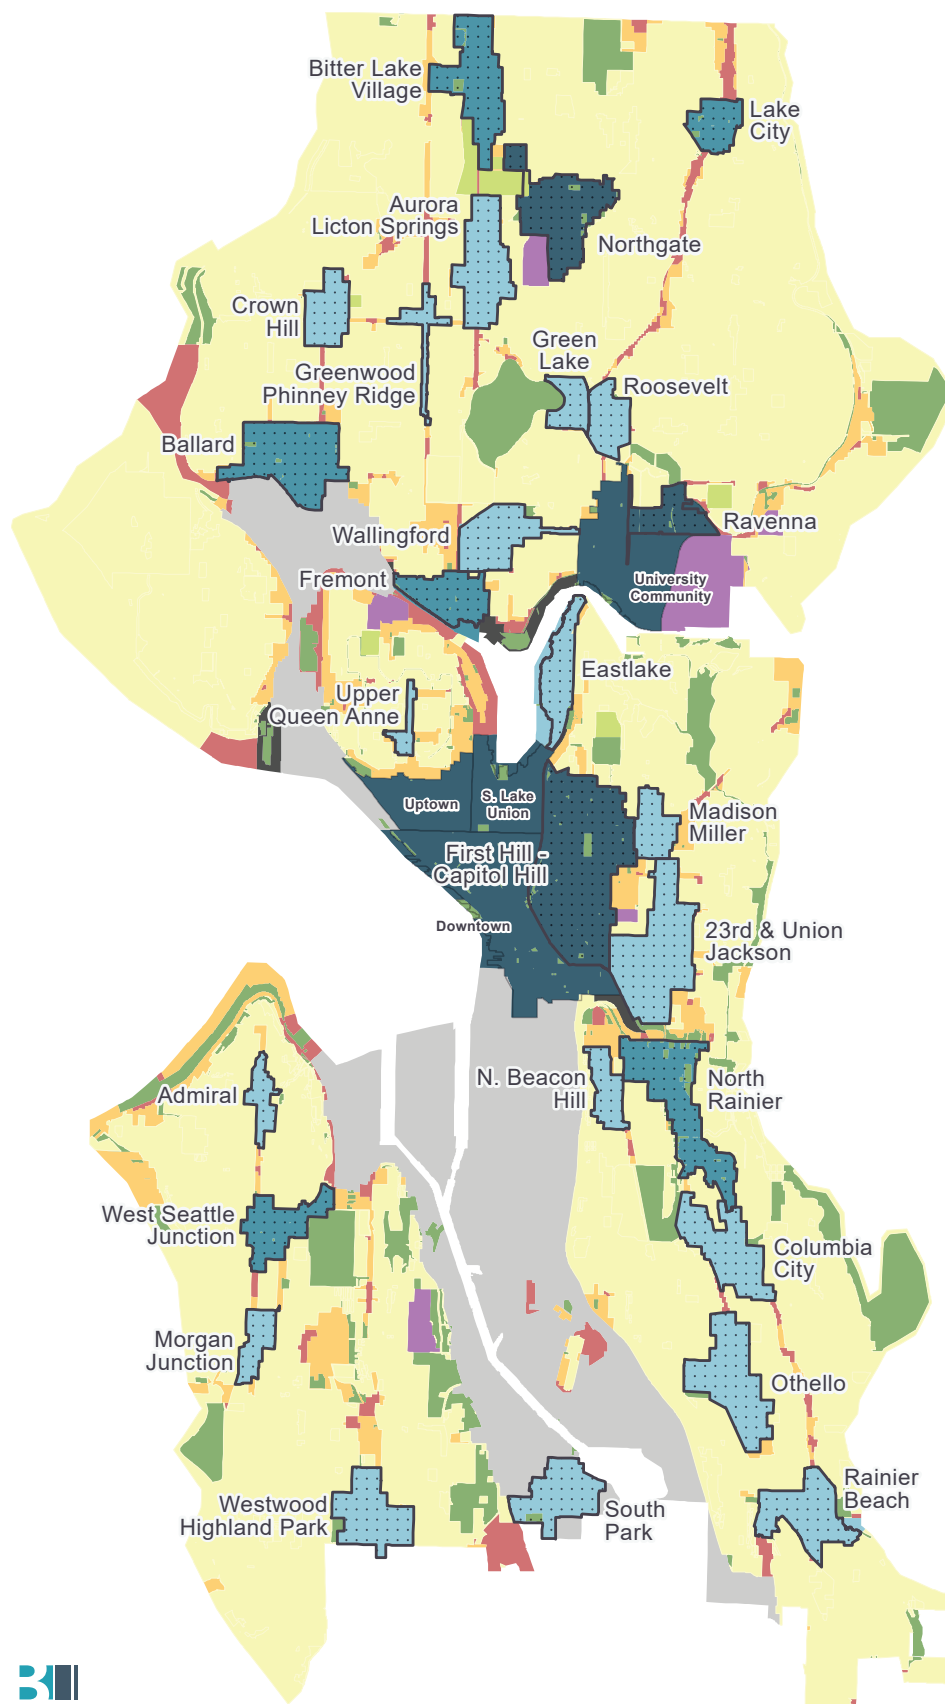 Bitter Lake
Village
Lake
City
Aurora
Licton Springs
Northgate
Crown
Hill
Green
Lake
Greenwood
Phinney Ridge
Roosevelt
Ballard
Ravenna
Wallingford
Fremont
University
Community
Eastlake
Upper
Queen Anne
Uptown
S. Lake
Union
Madison
Miller
First Hill -
Capitol Hill
Downtown
23rd & Union
Jackson
Admiral
N. Beacon
Hill
North
Rainier
West Seattle
Junction
Columbia
City
Morgan
Junction
Othello
Rainier
Beach
Westwood
Highland Park
South
Park